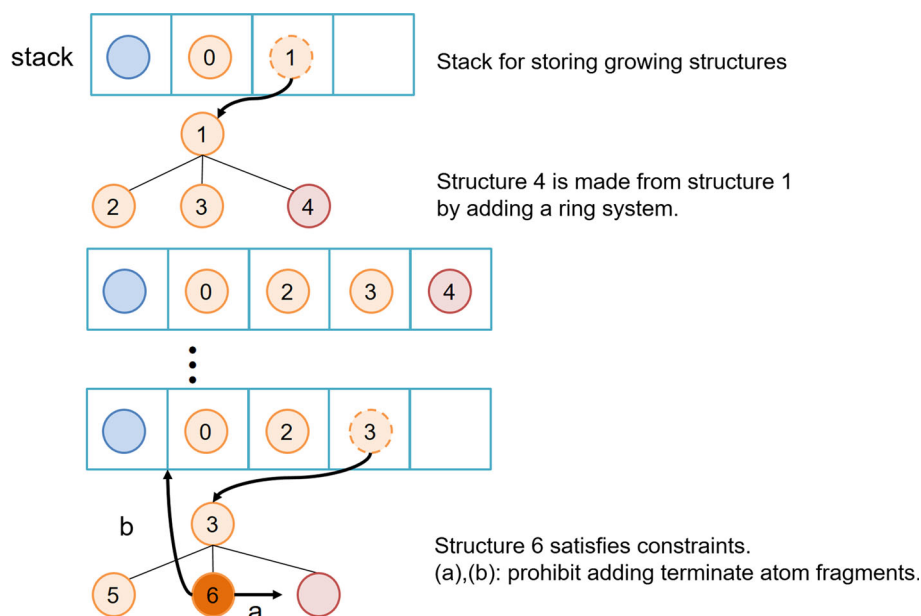 stack
0
1
Stack for storing growing structures
1
2
3
4
Structure 4 is made from structure 1
by adding a ring system.
0
2
3
4
0
2
3
b
3
5
6
a
Structure 6 satisfies constraints.
(a),(b): prohibit adding terminate atom fragments.